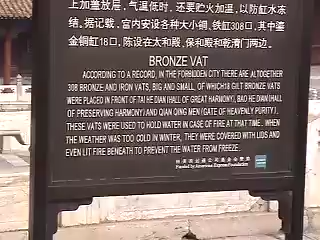 上加盖放层，气温低时，还要炉火加温，以防缸水冻
结。据记载，宫内安设各种大小铜、铁缸308口，其中鎏
金铜缸18口，陈设在太和殿，保和殿和乾清门两边。
BRONZE VAT
ACCORDING TO A RECORD, IN THE FORBIDDEN CITY THERE ARE ALTOGETHER
308 BRONZE AND IRON VATS, BIG AND SMALL, OF WHICH18 GILT BRONZE VATS
WERE PLACED IN FRONT OF TAI HE DIAN (HALL OF GREAT HARMONY), BAO HE DIAN (HALL
OF PRESERVING HARMONY) AND QIAN QING MEN (GATE OF HEAVENLY PURITY).
THESE VATS WERE USED TO HOLD WATER IN CASE OF FIRE AT THAT TIME. WHEN
THE WEATHER WAS TOO COLD IN WINTER, THEY WERE COVERED WITH LIDS AND
EVEN LIT FIRE BENEATH TO PREVENT THE WATER FROM FREEZE.
Funded by American Express Foundation